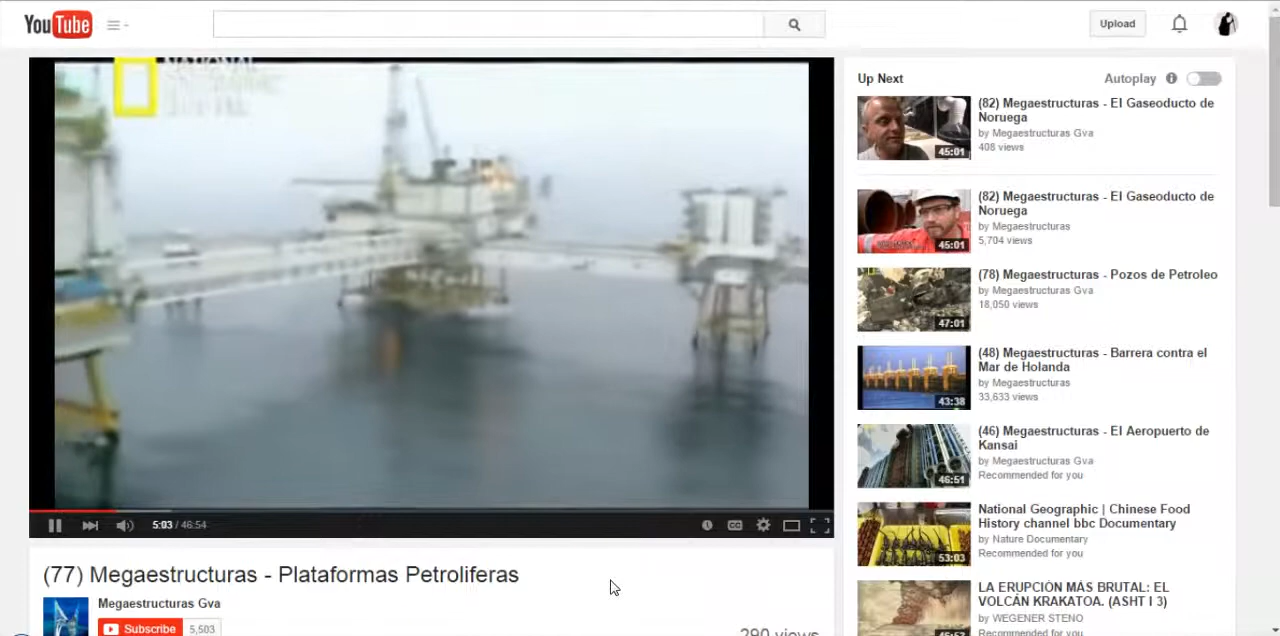 YouTube
Upload
NATIONAL
5:03 / 46:54
(77) Megaestructuras - Plataformas Petroliferas
Megaestructuras Gva
Subscribe 5,503
290 views
Up Next
Autoplay
45:01
(82) Megaestructuras - El Gaseoducto de
Noruega
by Megaestructuras Gva
408 views
45:01
(82) Megaestructuras - El Gaseoducto de
Noruega
by Megaestructuras
5,704 views
47:01
(78) Megaestructuras - Pozos de Petroleo
by Megaestructuras Gva
18,050 views
43:38
(48) Megaestructuras - Barrera contra el
Mar de Holanda
by Megaestructuras
33,633 views
46:51
(46) Megaestructuras - El Aeropuerto de
Kansai
by Megaestructuras Gva
Recommended for you
53:03
National Geographic | Chinese Food
History channel bbc Documentary
by Nature Documentary
Recommended for you
LA ERUPCIÓN MÁS BRUTAL: EL
VOLCÁN KRAKATOA. (ASHT I 3)
by WEGENER STENO
Recommended for you